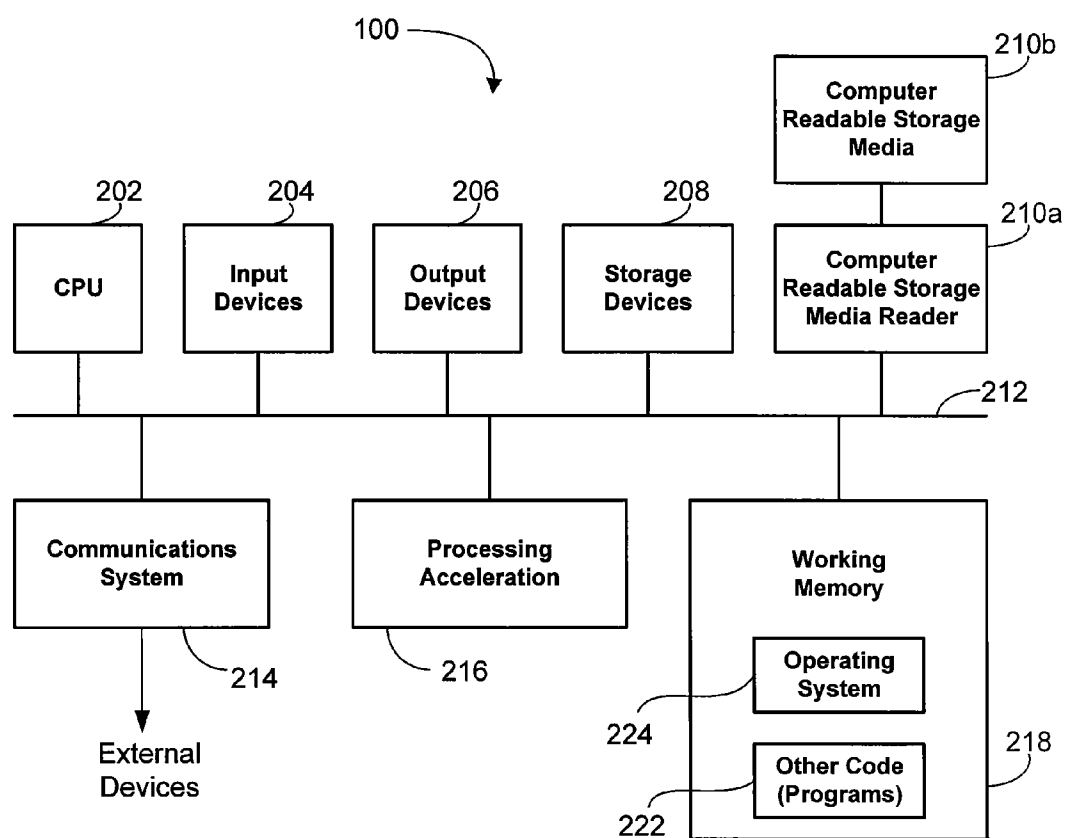 100
210b
Computer
Readable Storage
Media
202
204
206
208
210a
CPU
Input
Devices
Output
Devices
Storage
Devices
Computer
Readable Storage
Media Reader
212
Communications
System
Processing
Acceleration
Working
Memory
214
216
Operating
System
224
External
Devices
218
Other Code
(Programs)
222